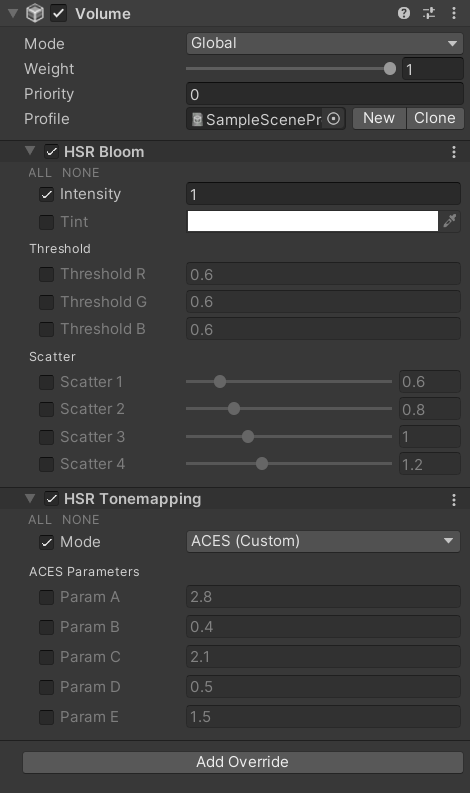 Volume
Mode Global
Weight 1
Priority 0
Profile SampleScenePr New Clone
HSR Bloom
ALL NONE
Intensity 1
Tint
Threshold
Threshold R 0.6
Threshold G 0.6
Threshold B 0.6
Scatter
Scatter 1 0.6
Scatter 2 0.8
Scatter 3 1
Scatter 4 1.2
HSR Tonemapping
ALL NONE
Mode ACES (Custom)
ACES Parameters
Param A 2.8
Param B 0.4
Param C 2.1
Param D 0.5
Param E 1.5
Add Override